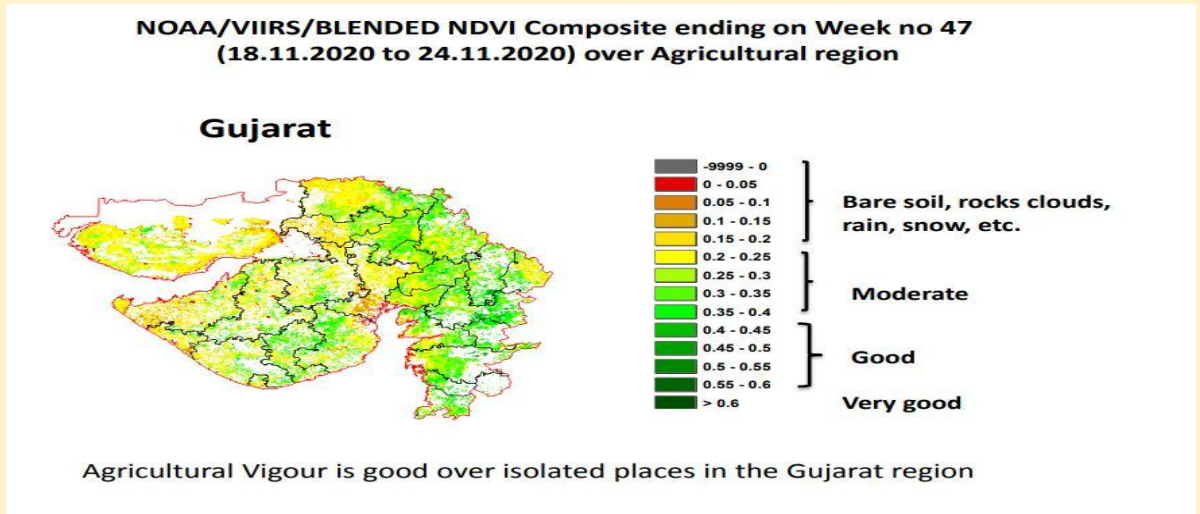 NOAA/VIIRS/BLENDED NDVI Composite ending on Week no 47
(18.11.2020 to 24.11.2020) over Agricultural region
Gujarat
-9999 - 0
0 - 0.05
0.05 - 0.1
0.1 - 0.15
0.15 - 0.2
0.2 - 0.25
0.25 - 0.3
0.3 - 0.35
0.35 - 0.4
0.4 - 0.45
0.45 - 0.5
0.5 - 0.55
0.55 - 0.6
> 0.6
Bare soil, rocks clouds,
rain, snow, etc.
Moderate
Good
Very good
Agricultural Vigour is good over isolated places in the Gujarat region